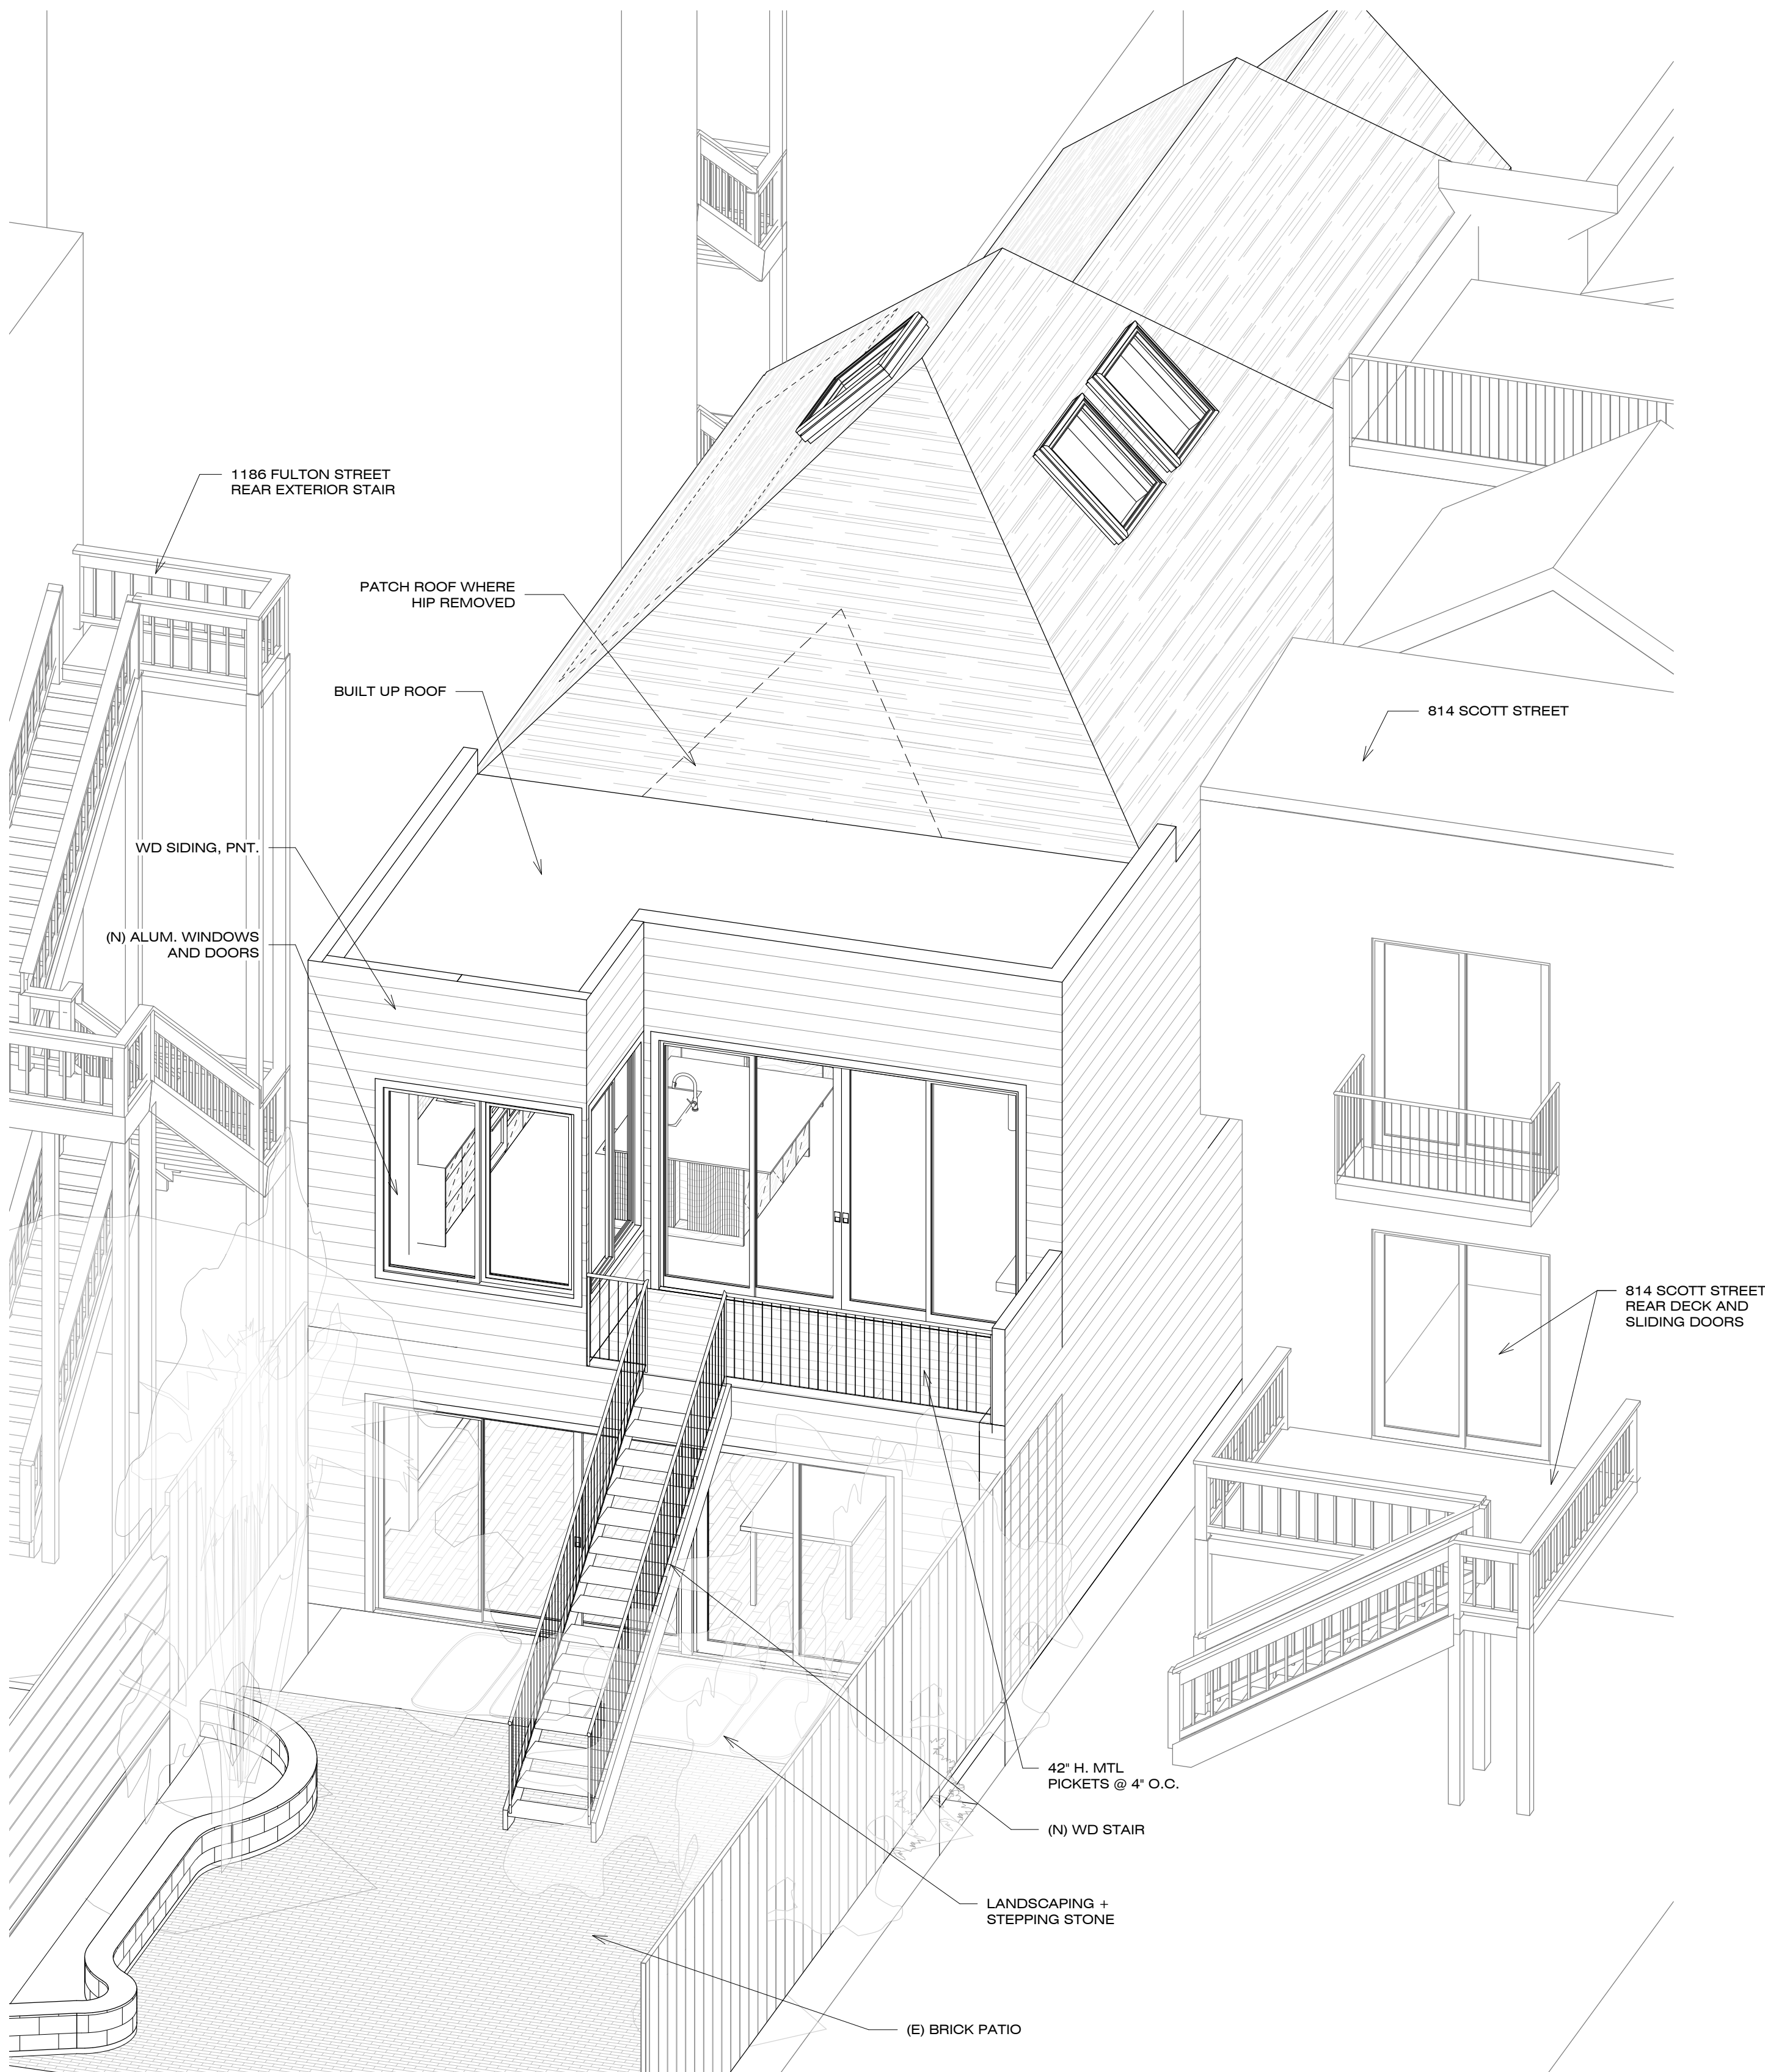 1186 FULTON STREET
REAR EXTERIOR STAIR
PATCH ROOF WHERE
HIP REMOVED
BUILT UP ROOF
814 SCOTT STREET
WD SIDING, PNT.
(N) ALUM. WINDOWS
AND DOORS
814 SCOTT STREET
REAR DECK AND
SLIDING DOORS
42" H. MTL
PICKETS @ 4" O.C.
(N) WD STAIR
LANDSCAPING +
STEPPING STONE
(E) BRICK PATIO